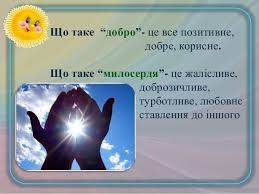 Що таке “добро”- це все позитивне,
добре, корисне.
Що таке “милосердя”- це жалісливе,
доброзичливе,
турботливе, любовне
ставлення до іншого